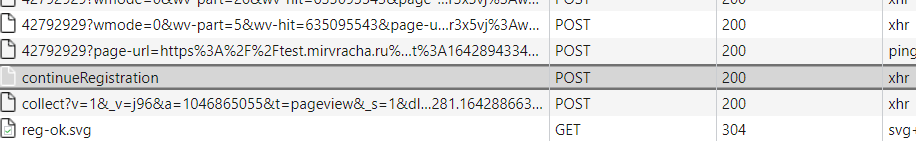 42792929?wmode=0&wv-part=26&wv-hit=635095543&page-u...r3x5vj%3Aw... POST 200 xhr
42792929?wmode=0&wv-part=5&wv-hit=635095543&page-u...r3x5vj%3Aw... POST 200 xhr
42792929?page-url=https%3A%2F%2Ftest.mirvracha.ru%...t%3A1642894334... POST 200 ping
continueRegistration POST 200 xhr
collect?v=1&_v=j96&a=1046865055&t=pageview&_s=1&dl...281.164288663... POST 200 xhr
reg-ok.svg GET 304 svg+